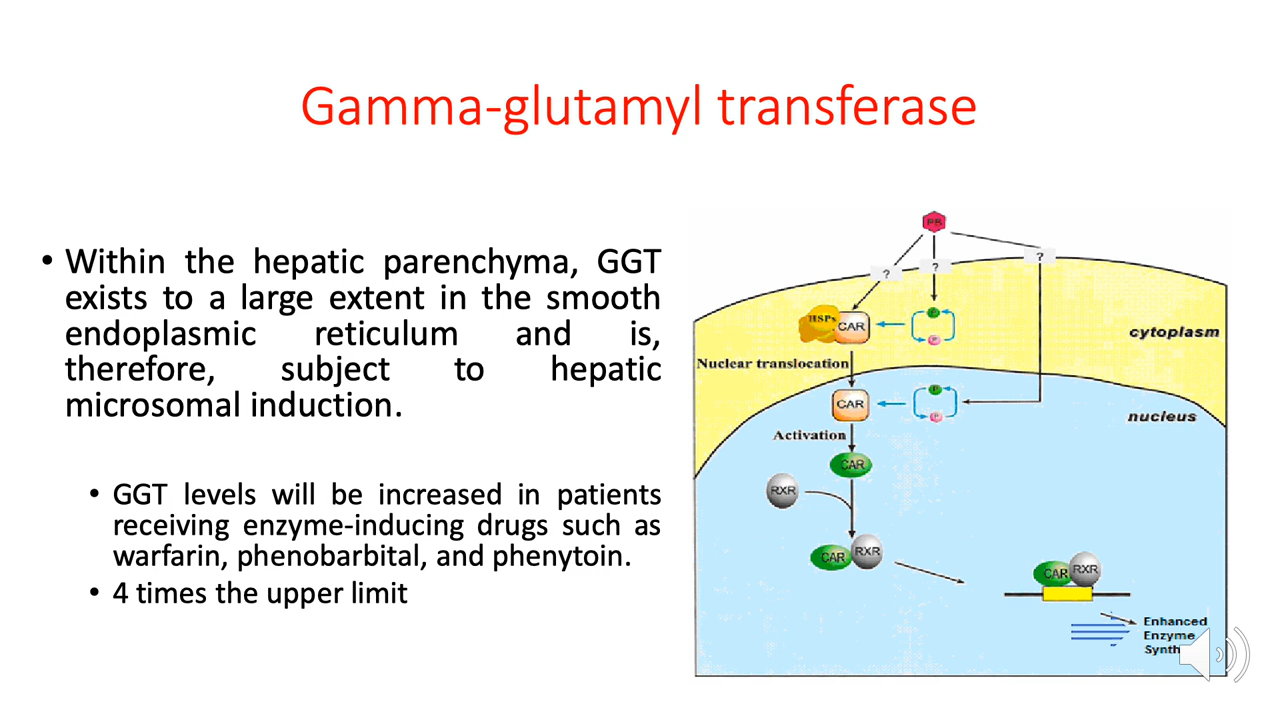 Gamma-glutamyl transferase
• Within the hepatic parenchyma, GGT
exists to a large extent in the smooth
endoplasmic reticulum and is,
therefore, subject to hepatic
microsomal induction.
• GGT levels will be increased in patients
receiving enzyme-inducing drugs such as
warfarin, phenobarbital, and phenytoin.
• 4 times the upper limit
PB
? ? ?
HSPs CAR P
P
cytoplasm
Nuclear translocation
CAR P
P
nucleus
Activation
CAR
RXR
CAR RXR
CAR RXR
Enhanced
Enzyme